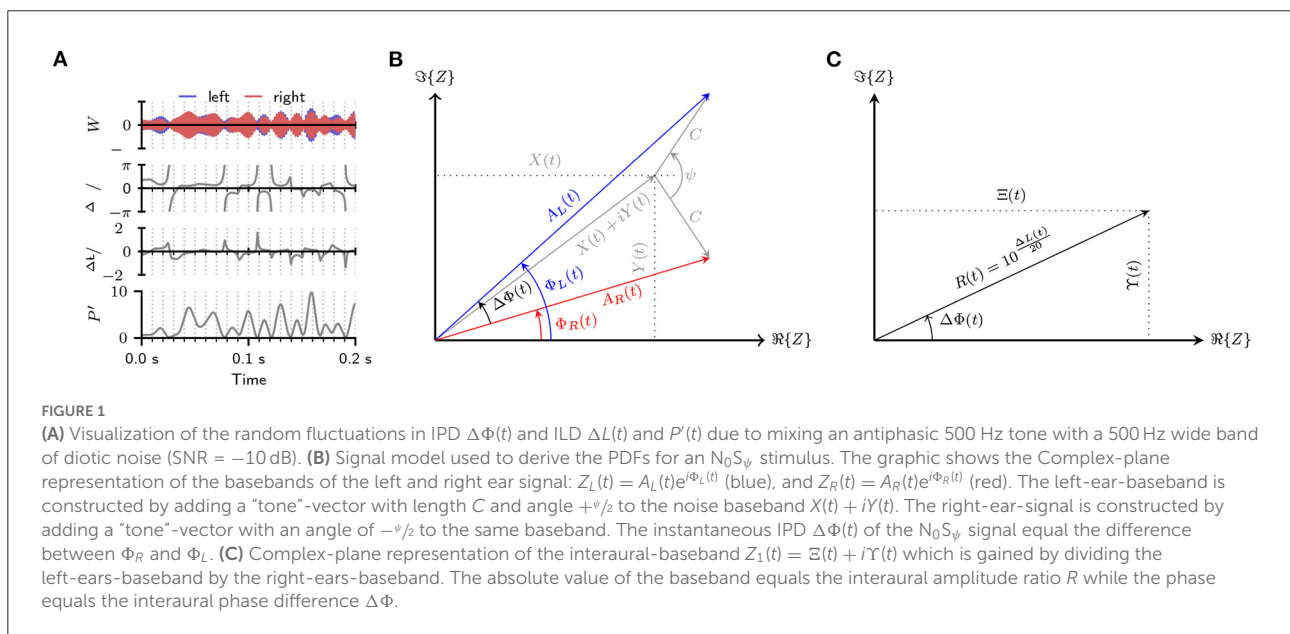 A
left right
W
0
−
π
Δ /
0
−π
2
Δt/
0
−2
10
P′
0
0.0 s 0.1 s 0.2 s
Time
B
ℑ{Z}
X(t)
C
ψ
A_L(t)
X(t) + iY(t)
C
Y(t)
Φ_L(t)
ΔΦ(t)
A_R(t)
Φ_R(t)
ℜ{Z}
C
ℑ{Z}
Ξ(t)
R(t) = 10^{ΔL(t)/20}
Υ(t)
ΔΦ(t)
ℜ{Z}
FIGURE 1
(A) Visualization of the random fluctuations in IPD ΔΦ(t) and ILD ΔL(t) and P′(t) due to mixing an antiphasic 500 Hz tone with a 500 Hz wide band
of diotic noise (SNR = −10 dB). (B) Signal model used to derive the PDFs for an N₀S_ψ stimulus. The graphic shows the Complex-plane
representation of the basebands of the left and right ear signal: Z_L(t) = A_L(t)e^{iΦ_L(t)} (blue), and Z_R(t) = A_R(t)e^{iΦ_R(t)} (red). The left-ear-baseband is
constructed by adding a “tone”-vector with length C and angle +ψ/2 to the noise baseband X(t) + iY(t). The right-ear-signal is constructed by
adding a “tone”-vector with an angle of −ψ/2 to the same baseband. The instantaneous IPD ΔΦ(t) of the N₀S_ψ signal equal the difference
between Φ_R and Φ_L. (C) Complex-plane representation of the interaural-baseband Z₁(t) = Ξ(t) + iΥ(t) which is gained by dividing the
left-ears-baseband by the right-ears-baseband. The absolute value of the baseband equals the interaural amplitude ratio R while the phase
equals the interaural phase difference ΔΦ.